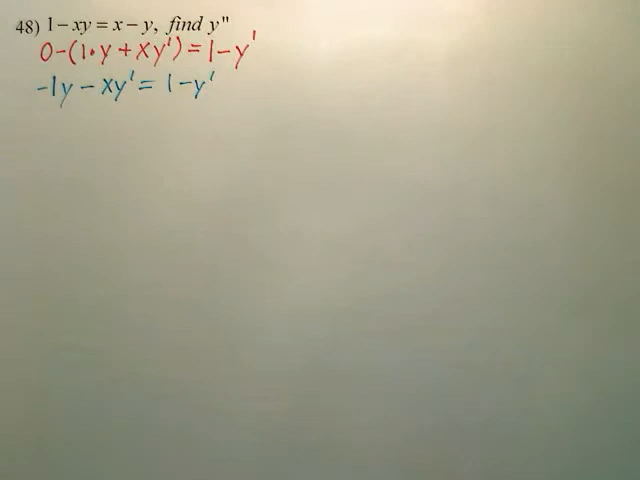 48) 1 − xy = x − y, find y"
0-(1·y + xy') = 1-y'
-1y - xy' = 1-y'